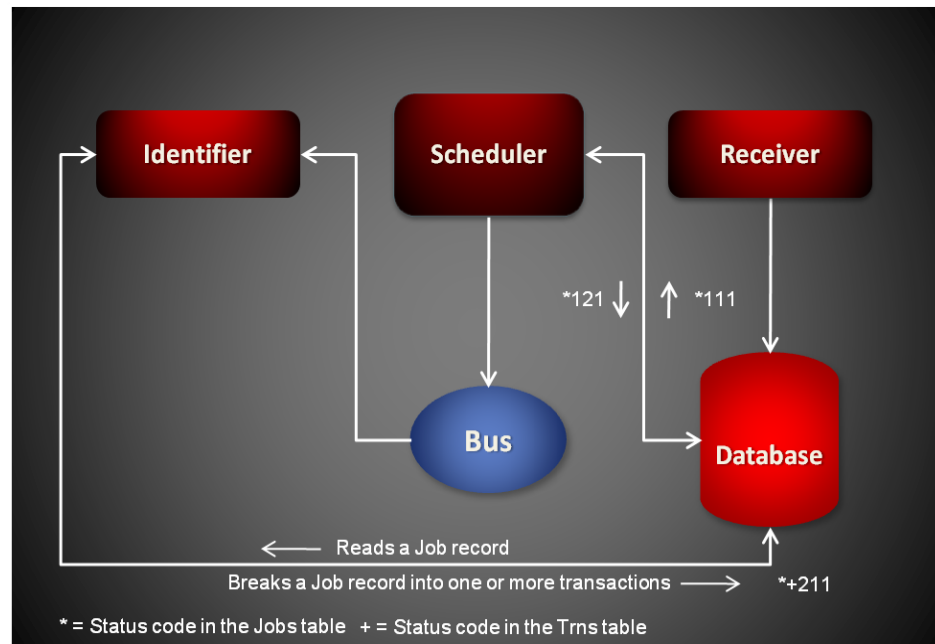 Identifier
Scheduler
Receiver
*121
*111
Bus
Database
Reads a Job record
Breaks a Job record into one or more transactions
*+211
* = Status code in the Jobs table + = Status code in the Trns table